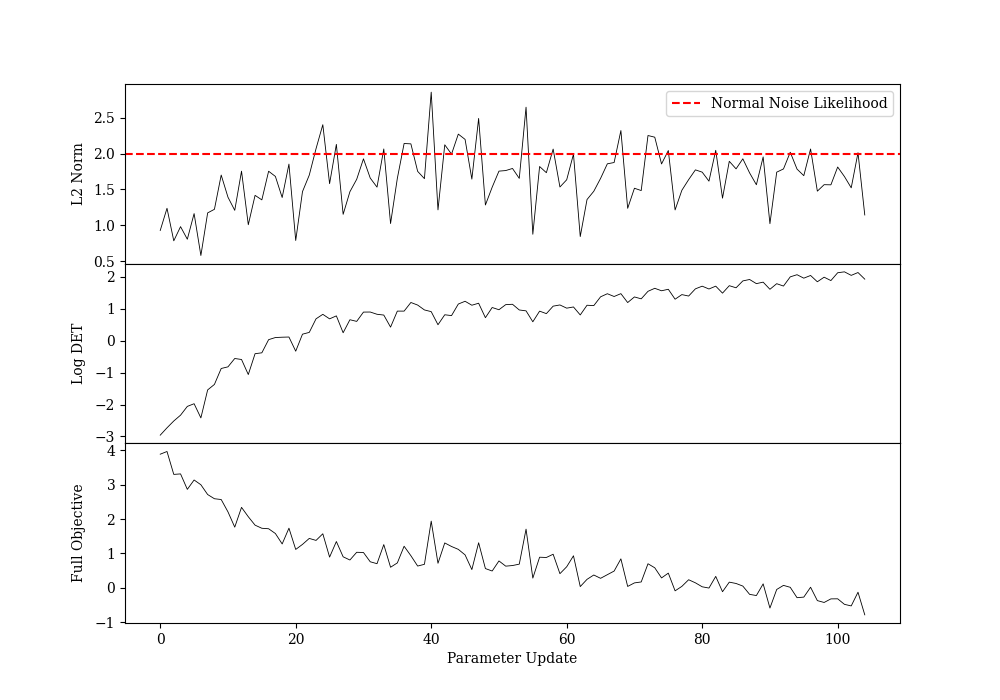 Normal Noise Likelihood
L2 Norm
2.5
2.0
1.5
1.0
0.5
Log DET
2
1
0
−1
−2
−3
Full Objective
4
3
2
1
0
−1
0 20 40 60 80 100
Parameter Update